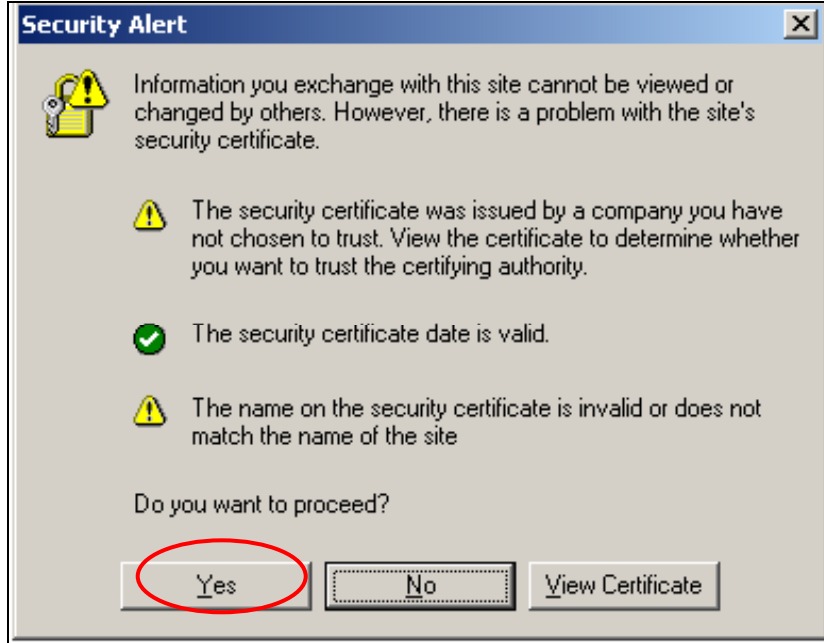 Security Alert
Information you exchange with this site cannot be viewed or
changed by others. However, there is a problem with the site's
security certificate.
The security certificate was issued by a company you have
not chosen to trust. View the certificate to determine whether
you want to trust the certifying authority.
The security certificate date is valid.
The name on the security certificate is invalid or does not
match the name of the site
Do you want to proceed?
Yes No View Certificate